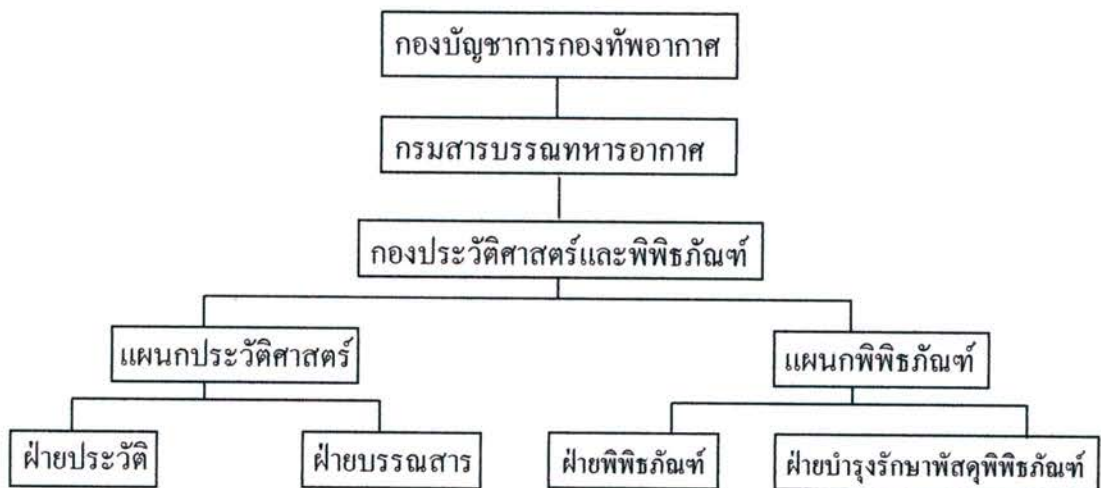 กองบัญชาการกองทัพอากาศ
กรมสารบรรณทหารอากาศ
กองประวัติศาสตร์และพิพิธภัณฑ์
แผนกประวัติศาสตร์
แผนกพิพิธภัณฑ์
ฝ่ายประวัติ
ฝ่ายบรรณสาร
ฝ่ายพิพิธภัณฑ์
ฝ่ายบำรุงรักษาพัสดุพิพิธภัณฑ์